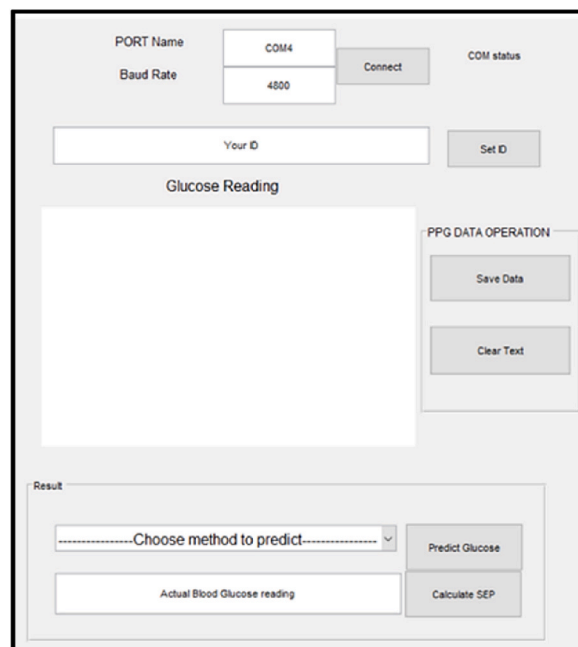 PORT Name
COM4
Connect
COM status
Baud Rate
4800
Your ID
Set ID
Glucose Reading
PPG DATA OPERATION
Save Data
Clear Text
Result
---------------Choose method to predict----------------
Predict Glucose
Actual Blood Glucose reading
Calculate SEP